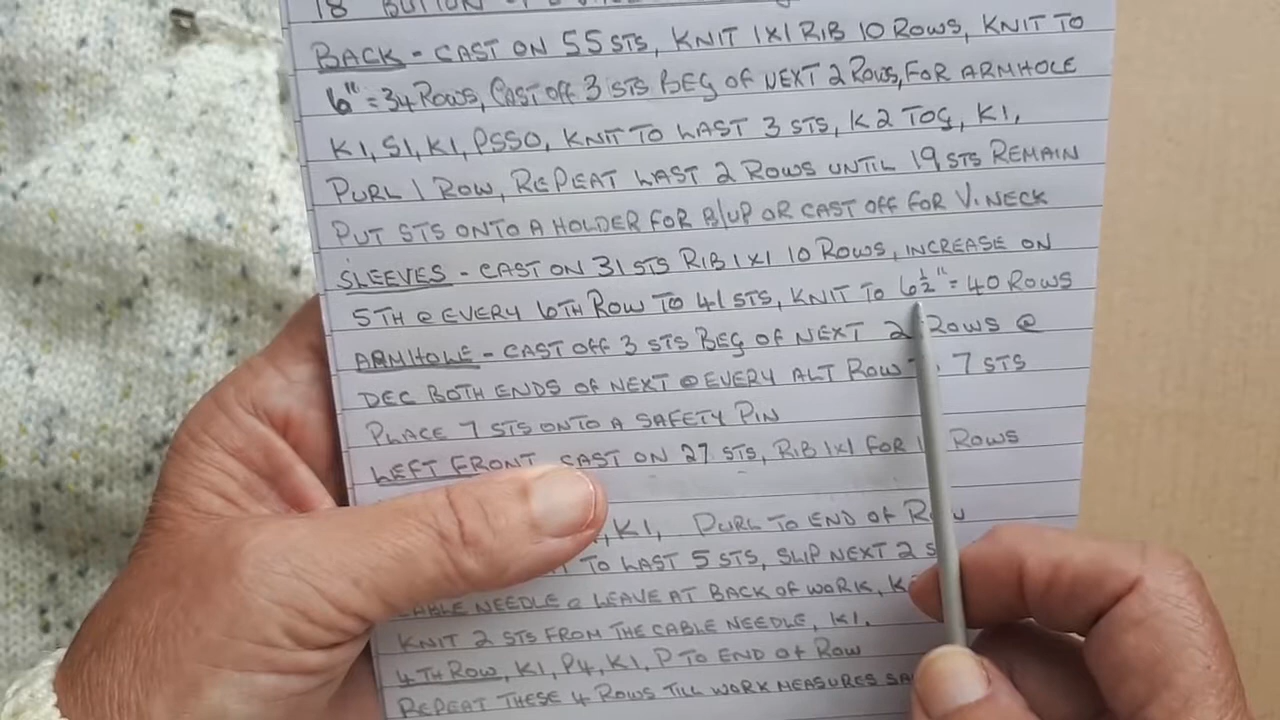 18" BUTTON
BACK - CAST ON 55 STS, KNIT 1X1 RIB 10 ROWS, KNIT TO
6" = 34 ROWS, CAST OFF 3 STS BEG OF NEXT 2 ROWS, FOR ARMHOLE
K1, S1, K1, PSSO, KNIT TO LAST 3 STS, K2 TOG, K1,
PURL 1 ROW, REPEAT LAST 2 ROWS UNTIL 19 STS REMAIN
PUT STS ONTO A HOLDER FOR B/UP OR CAST OFF FOR V.NECK
SLEEVES - CAST ON 31 STS RIB 1X1 10 ROWS, INCREASE ON
5TH @ EVERY 6TH ROW TO 41 STS, KNIT TO 6½" = 40 ROWS
ARMHOLE - CAST OFF 3 STS BEG OF NEXT 2 ROWS @
DEC BOTH ENDS OF NEXT @ EVERY ALT ROW 7 STS
PLACE 7 STS ONTO A SAFETY PIN
LEFT FRONT, CAST ON 27 STS, RIB 1X1 FOR ROWS
, K1, PURL TO END OF ROW
TO LAST 5 STS, SLIP NEXT 2
CABLE NEEDLE @ LEAVE AT BACK OF WORK,
KNIT 2 STS FROM THE CABLE NEEDLE, K1.
4TH ROW, K1, P4, K1, P TO END OF ROW
REPEAT THESE 4 ROWS TILL WORK MEASURES